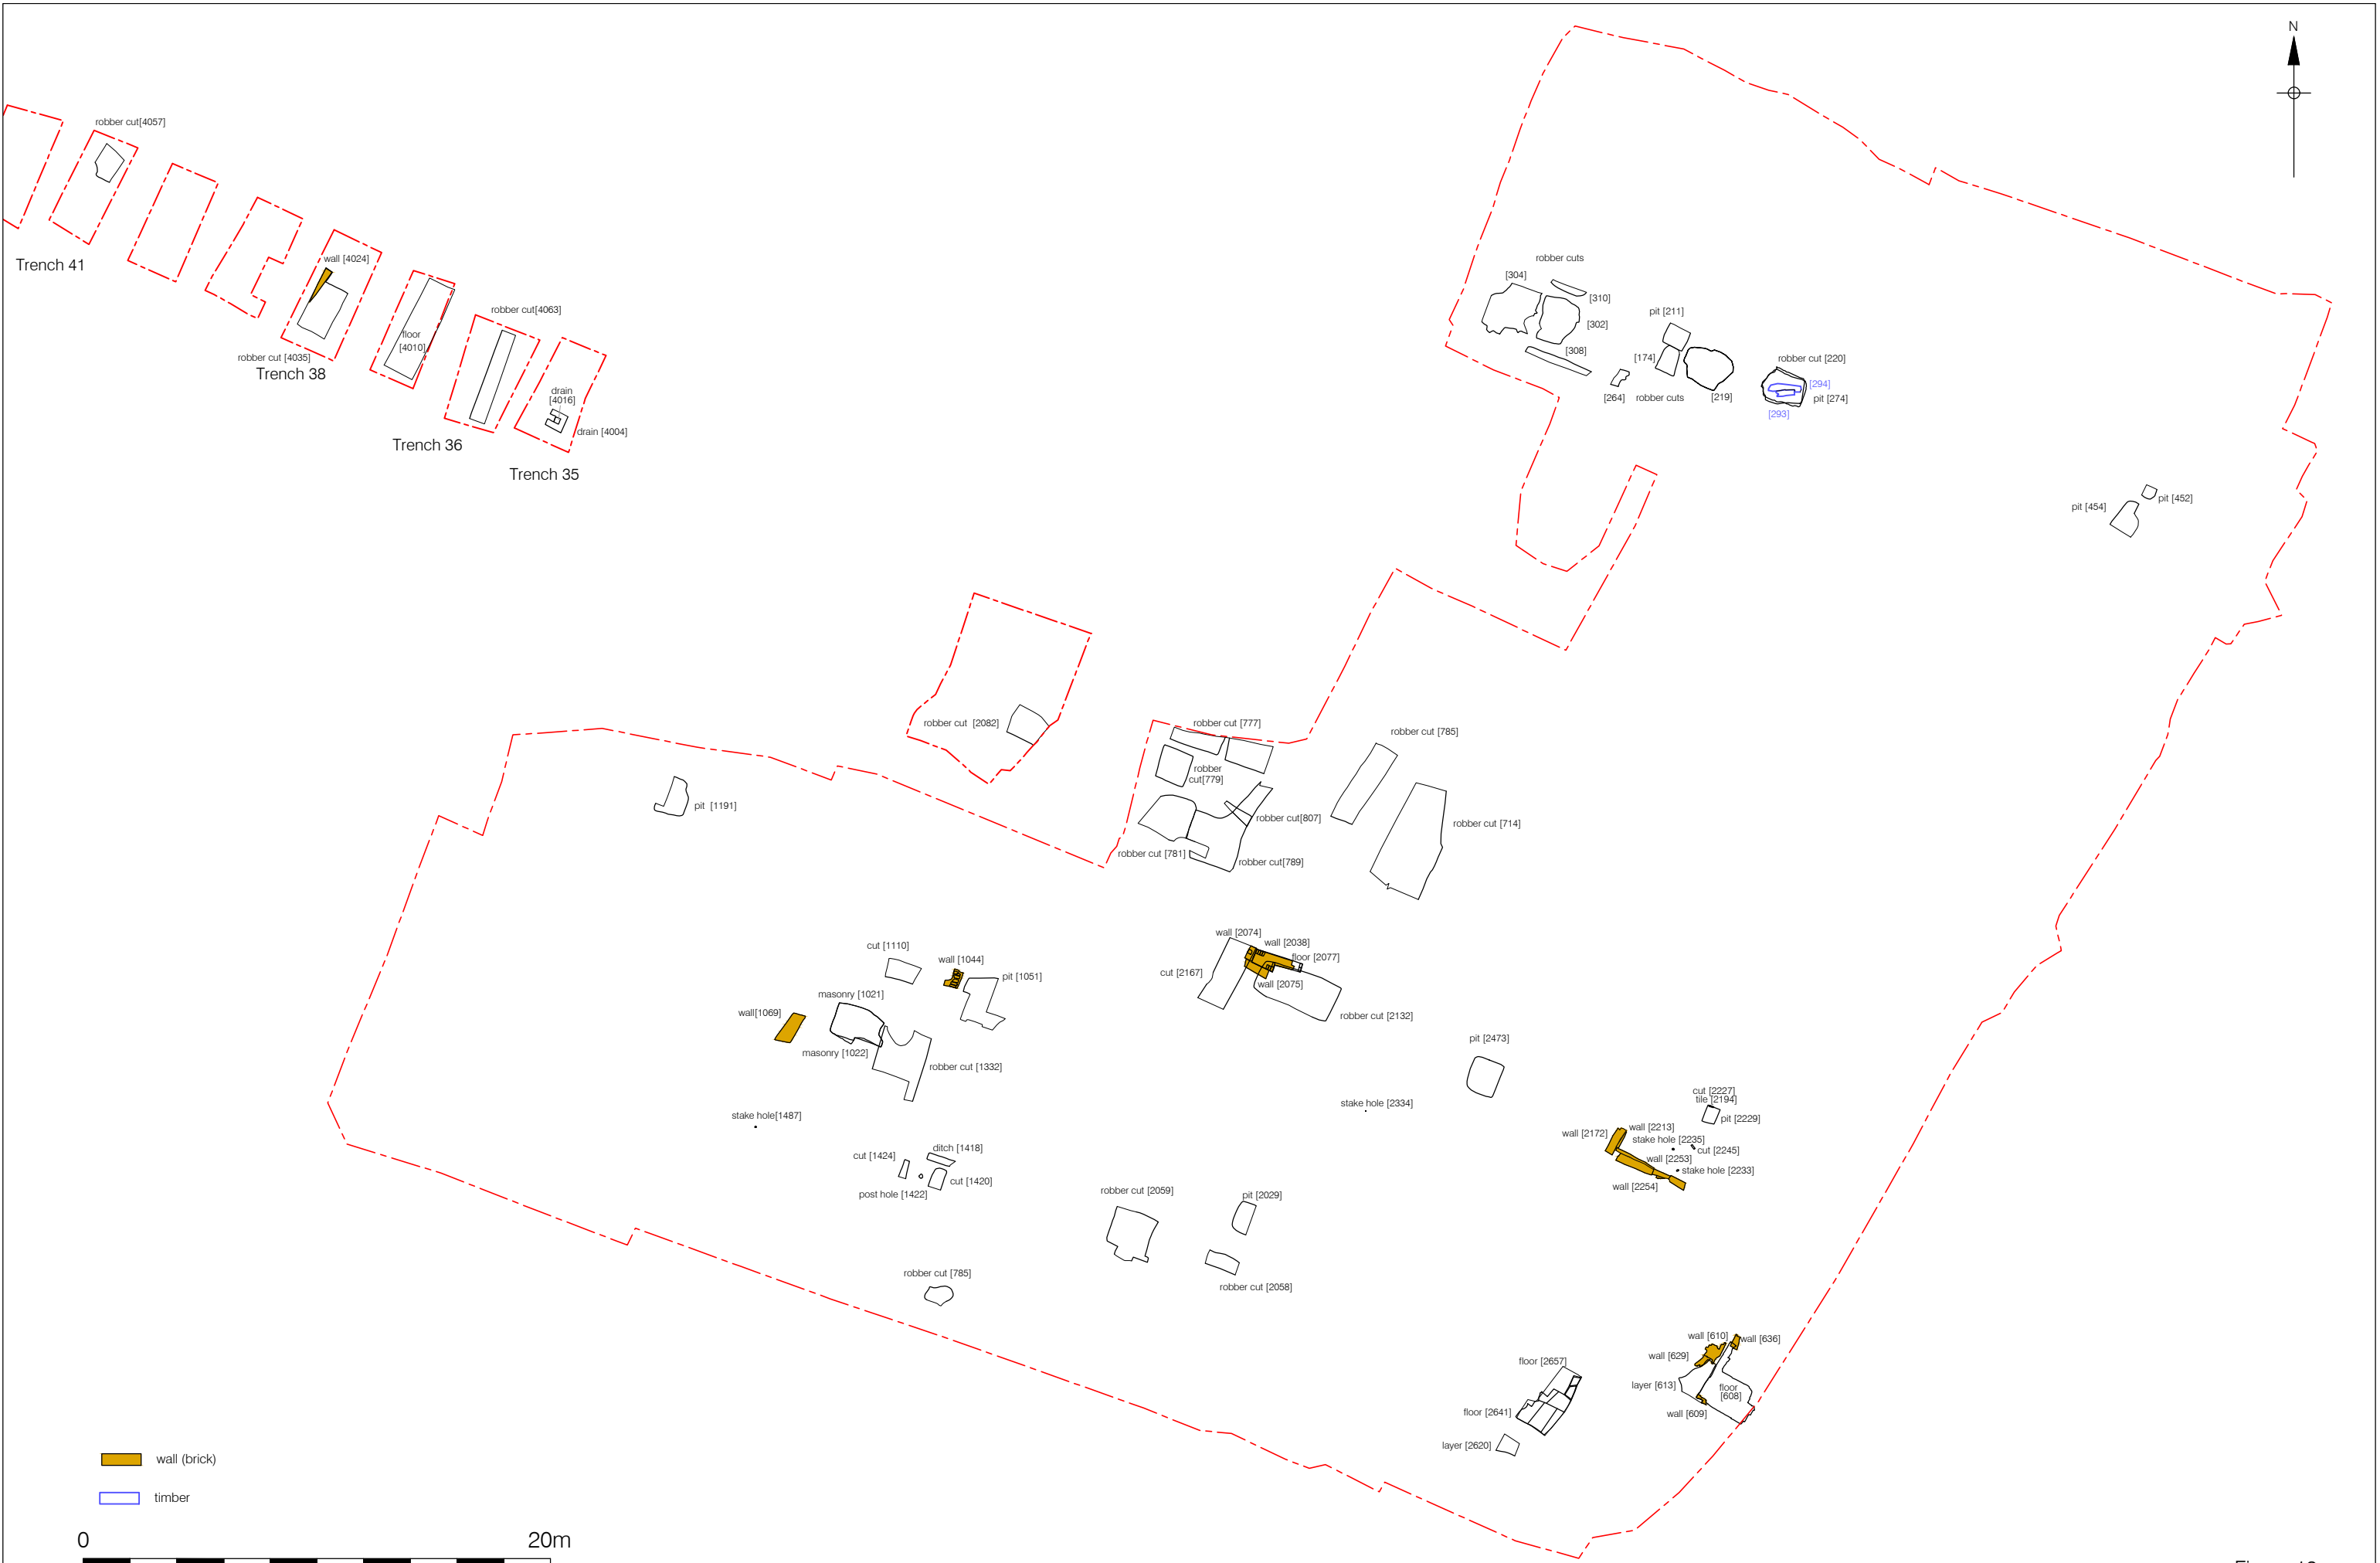 N
robber cut[4057]
Trench 41
wall [4024]
robber cut [4035]
Trench 38
floor
[4010]
robber cut[4063]
Trench 36
drain
[4016]
drain [4004]
Trench 35
robber cuts
[304]
[310]
[302]
[308]
pit [211]
[174]
[264]
robber cuts
[219]
robber cut [220]
[294]
pit [274]
[293]
pit [454]
pit [452]
robber cut [2082]
robber cut [777]
robber
cut[779]
robber cut [785]
robber cut[807]
robber cut [714]
robber cut [781]
robber cut[789]
pit [1191]
cut [1110]
wall [1044]
pit [1051]
masonry [1021]
wall[1069]
masonry [1022]
robber cut [1332]
wall [2074]
wall [2038]
floor [2077]
cut [2167]
wall [2075]
robber cut [2132]
pit [2473]
stake hole[1487]
stake hole [2334]
cut [2227]
tile [2194]
pit [2229]
wall [2172]
wall [2213]
stake hole [2235]
cut [2245]
wall [2253]
stake hole [2233]
wall [2254]
ditch [1418]
cut [1424]
cut [1420]
post hole [1422]
robber cut [2059]
pit [2029]
robber cut [2058]
robber cut [785]
wall [610]
wall [636]
wall [629]
floor [2657]
layer [613]
floor
[608]
wall [609]
floor [2641]
layer [2620]
wall (brick)
timber
0
20m